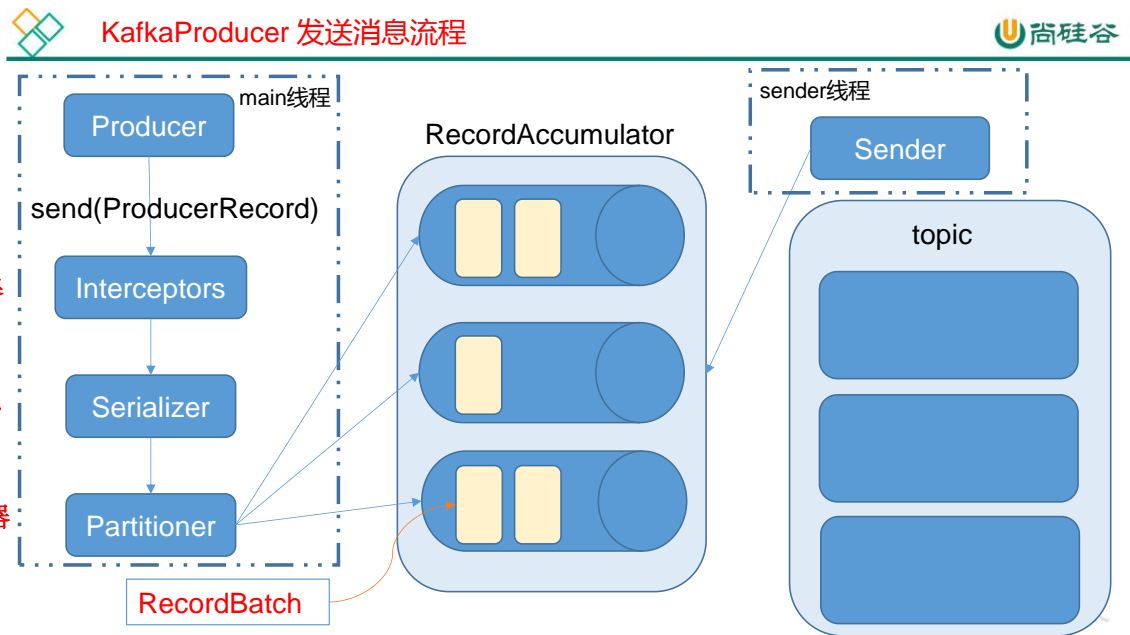 KafkaProducer 发送消息流程
尚硅谷
main线程
Producer
send(ProducerRecord)
Interceptors
Serializer
Partitioner
器
RecordBatch
RecordAccumulator
sender线程
Sender
topic